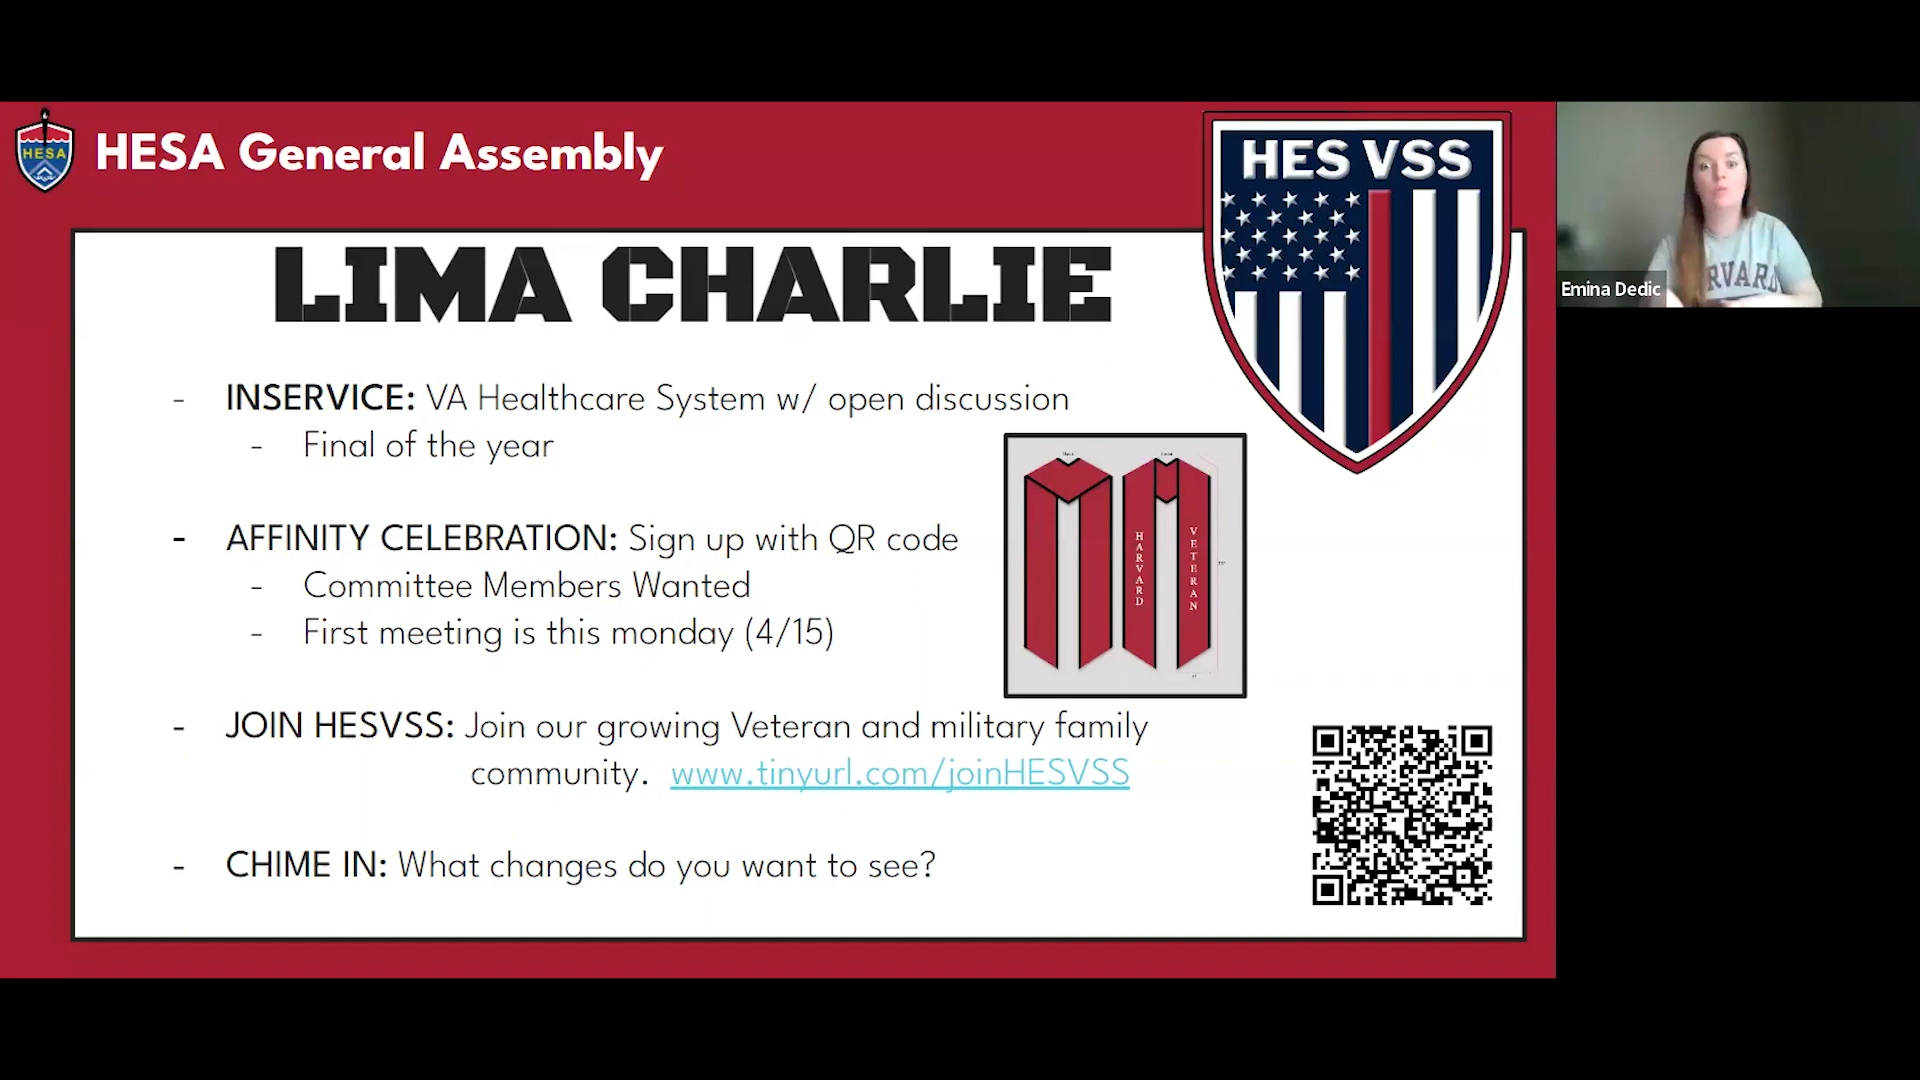 HESA
HESA General Assembly
HES VSS
LIMA CHARLIE
- INSERVICE: VA Healthcare System w/ open discussion
- Final of the year
- AFFINITY CELEBRATION: Sign up with QR code
- Committee Members Wanted
- First meeting is this monday (4/15)
HARVARD
VETERAN
- JOIN HESVSS: Join our growing Veteran and military family
community. www.tinyurl.com/joinHESVSS
- CHIME IN: What changes do you want to see?
RVARD
Emina Dedic